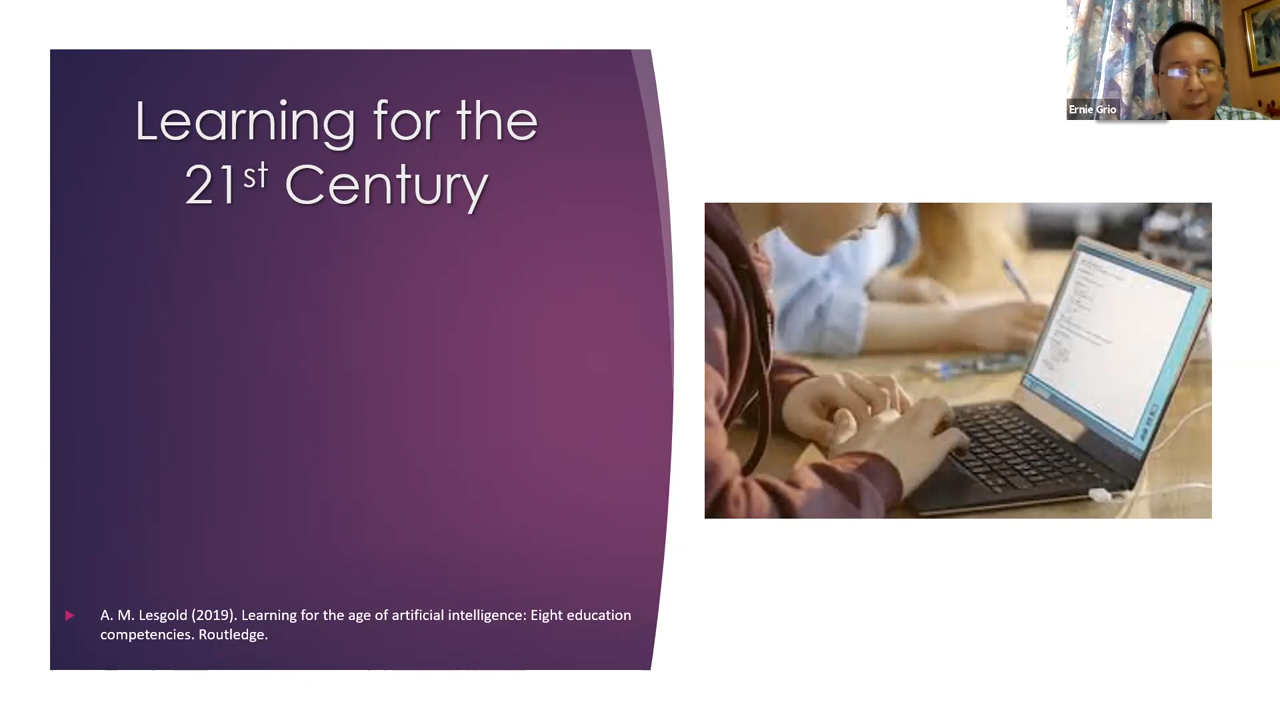 Learning for the
21st Century
Ernie Grio
A. M. Lesgold (2019). Learning for the age of artificial intelligence: Eight education
competencies. Routledge.